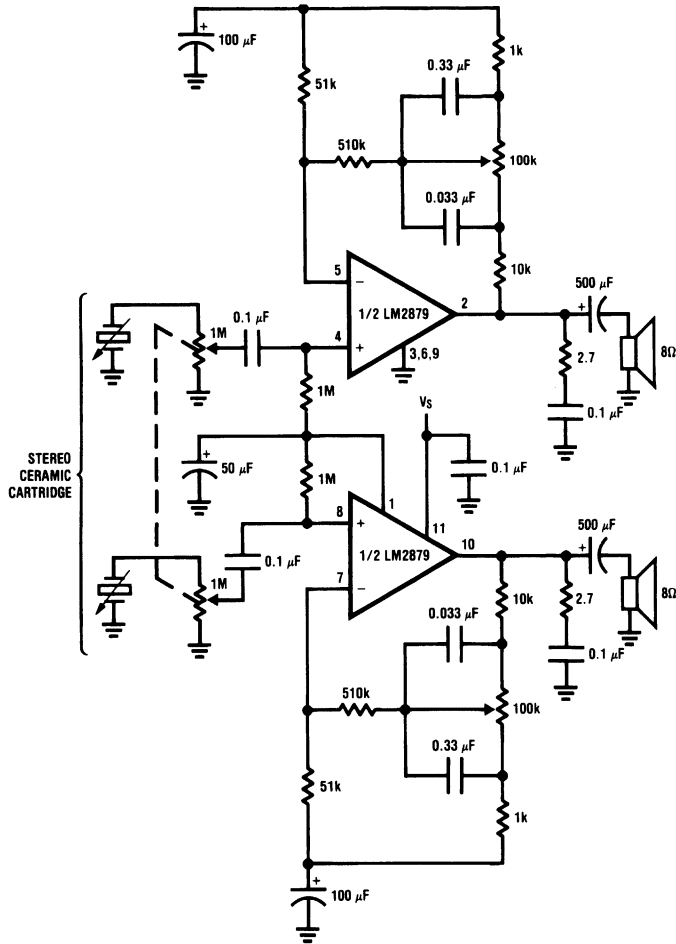 100 μF
1k
0.33 μF
51k
510k
100k
0.033 μF
10k
5
500 μF
−
+
1/2 LM2879
2
0.1 μF
1M
4
+
3,6,9
2.7
8Ω
+
1M
0.1 μF
VS
STEREO
CERAMIC
CARTRIDGE
+
50 μF
1M
1
0.1 μF
8
+
11
500 μF
1/2 LM2879
10
+
0.1 μF
7
−
1M
10k
2.7
8Ω
0.033 μF
0.1 μF
510k
100k
0.33 μF
51k
1k
+
100 μF
+